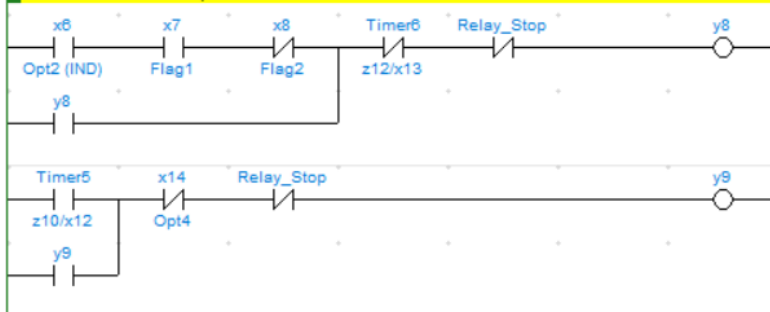 x6 x7 x8 Timer6 Relay_Stop y8
Opt2 (IND) Flag1 Flag2 z12/x13
y8
Timer5 x14 Relay_Stop y9
z10/x12 Opt4
y9